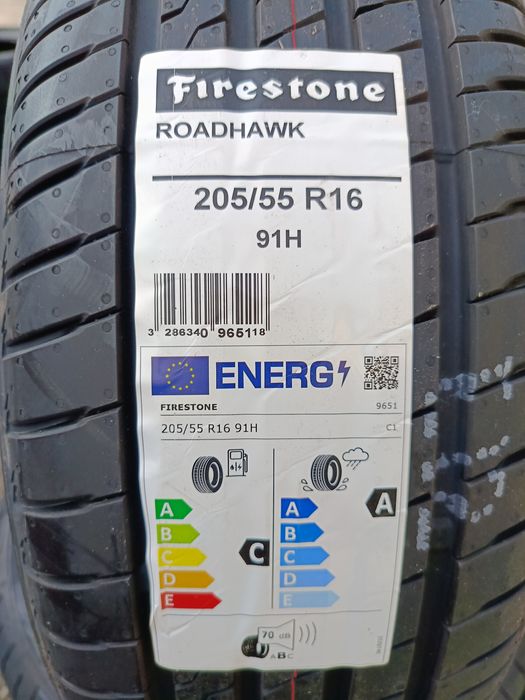 Firestone
ROADHAWK
205/55 R16
91H
3 286340 965118
ENERG
FIRESTONE 9651
205/55 R16 91H C1
A A
B B
C C
D D
E E
C
A
70 dB
ABC